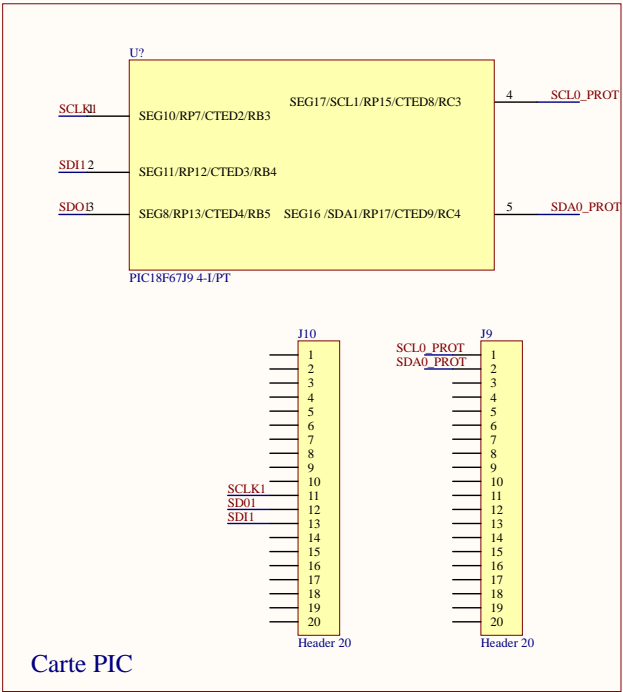 U?
SCLK1 1 SEG10/RP7/CTED2/RB3
SEG17/SCL1/RP15/CTED8/RC3 4 SCL0_PROT
SDI1 2 SEG11/RP12/CTED3/RB4
SDO1 3 SEG8/RP13/CTED4/RB5
SEG16 /SDA1/RP17/CTED9/RC4 5 SDA0_PROT
PIC18F67J9 4-I/PT
J10
1
2
3
4
5
6
7
8
9
10
SCLK1 11
SD01 12
SDI1 13
14
15
16
17
18
19
20
Header 20
J9
SCL0_PROT 1
SDA0_PROT 2
3
4
5
6
7
8
9
10
11
12
13
14
15
16
17
18
19
20
Header 20
Carte PIC